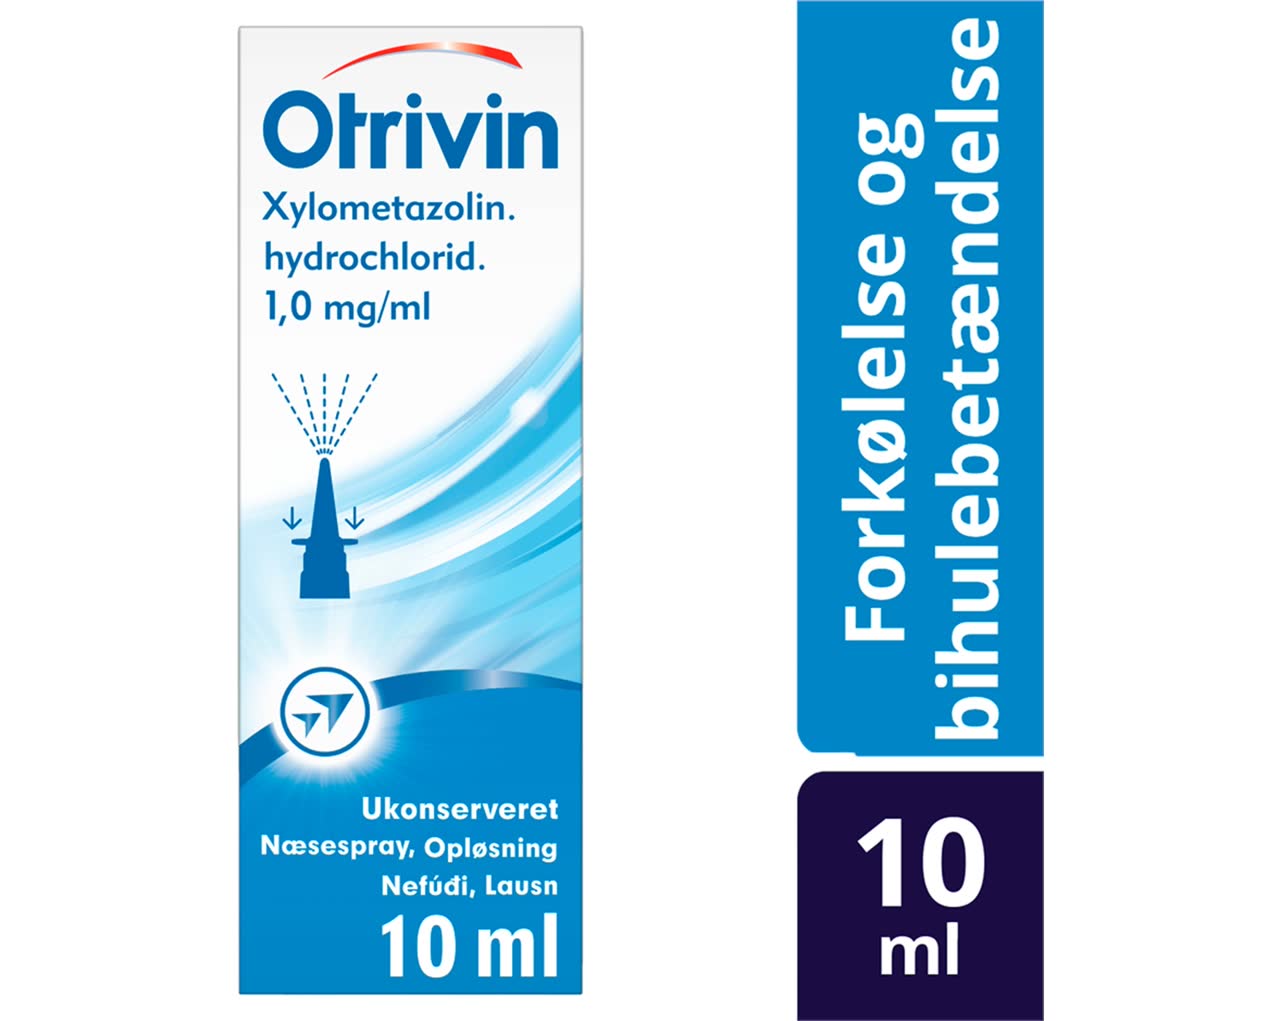 Otrivin
Xylometazolin.
hydrochlorid.
1,0 mg/ml
Ukonserveret
Næsespray, Opløsning
Nefúði, Lausn
10 ml
Forkølelse og
bihulebetændelse
10
ml